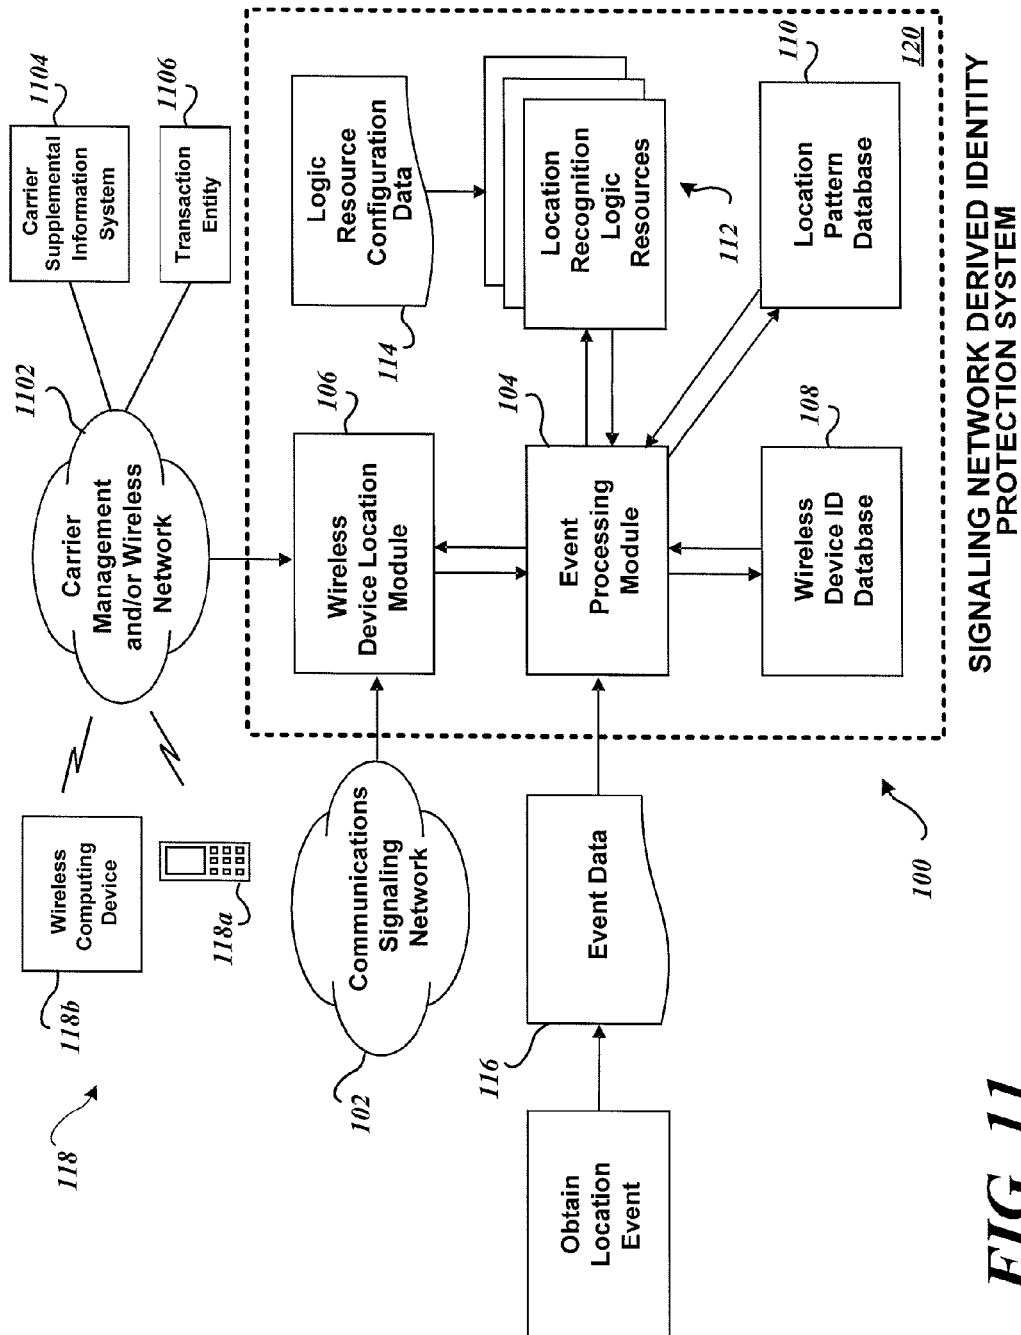 118
118b
Wireless
Computing
Device
118a
Carrier
Management
and/or Wireless
Network
1102
Carrier
Supplemental
Information
System
1104
Transaction
Entity
1106
Communications
Signaling
Network
102
Wireless
Device Location
Module
106
Logic
Resource
Configuration
Data
114
Obtain
Location
Event
Event Data
116
Event
Processing
Module
104
Location
Recognition
Logic
Resources
112
Wireless
Device ID
Database
108
Location
Pattern
Database
110
120
100
SIGNALING NETWORK DERIVED IDENTITY
PROTECTION SYSTEM
FIG. 11